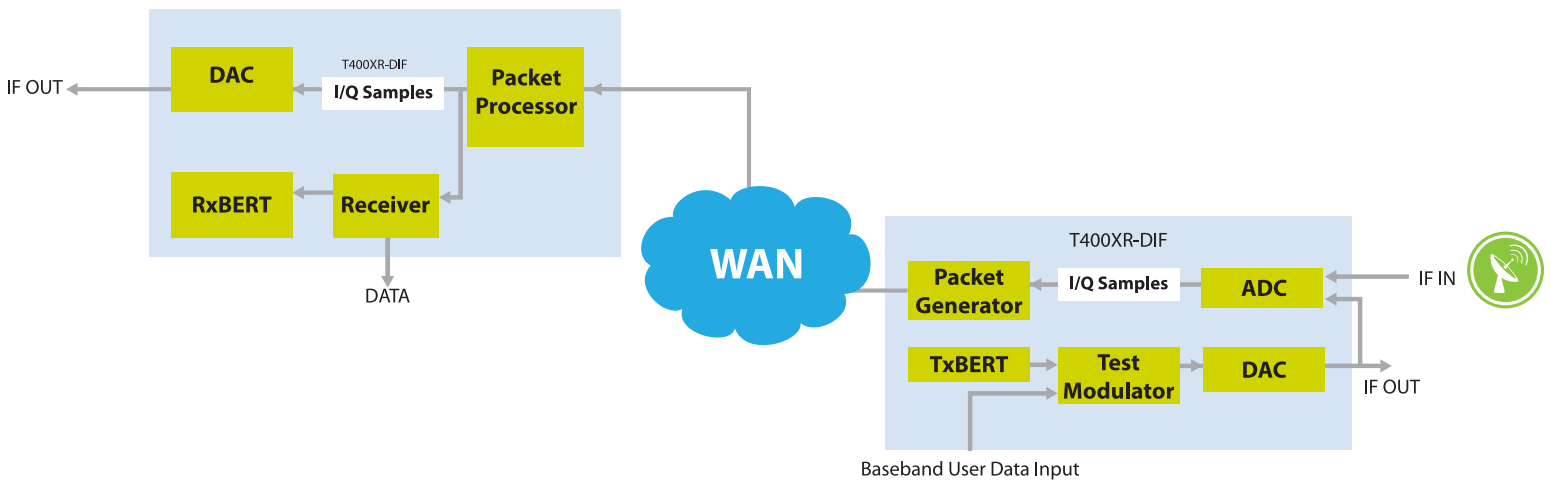 T400XR-DIF
DAC
Packet
Processor
I/Q Samples
IF OUT
RxBERT
Receiver
DATA
WAN
T400XR-DIF
Packet
Generator
I/Q Samples
ADC
IF IN
TxBERT
Test
Modulator
DAC
IF OUT
Baseband User Data Input